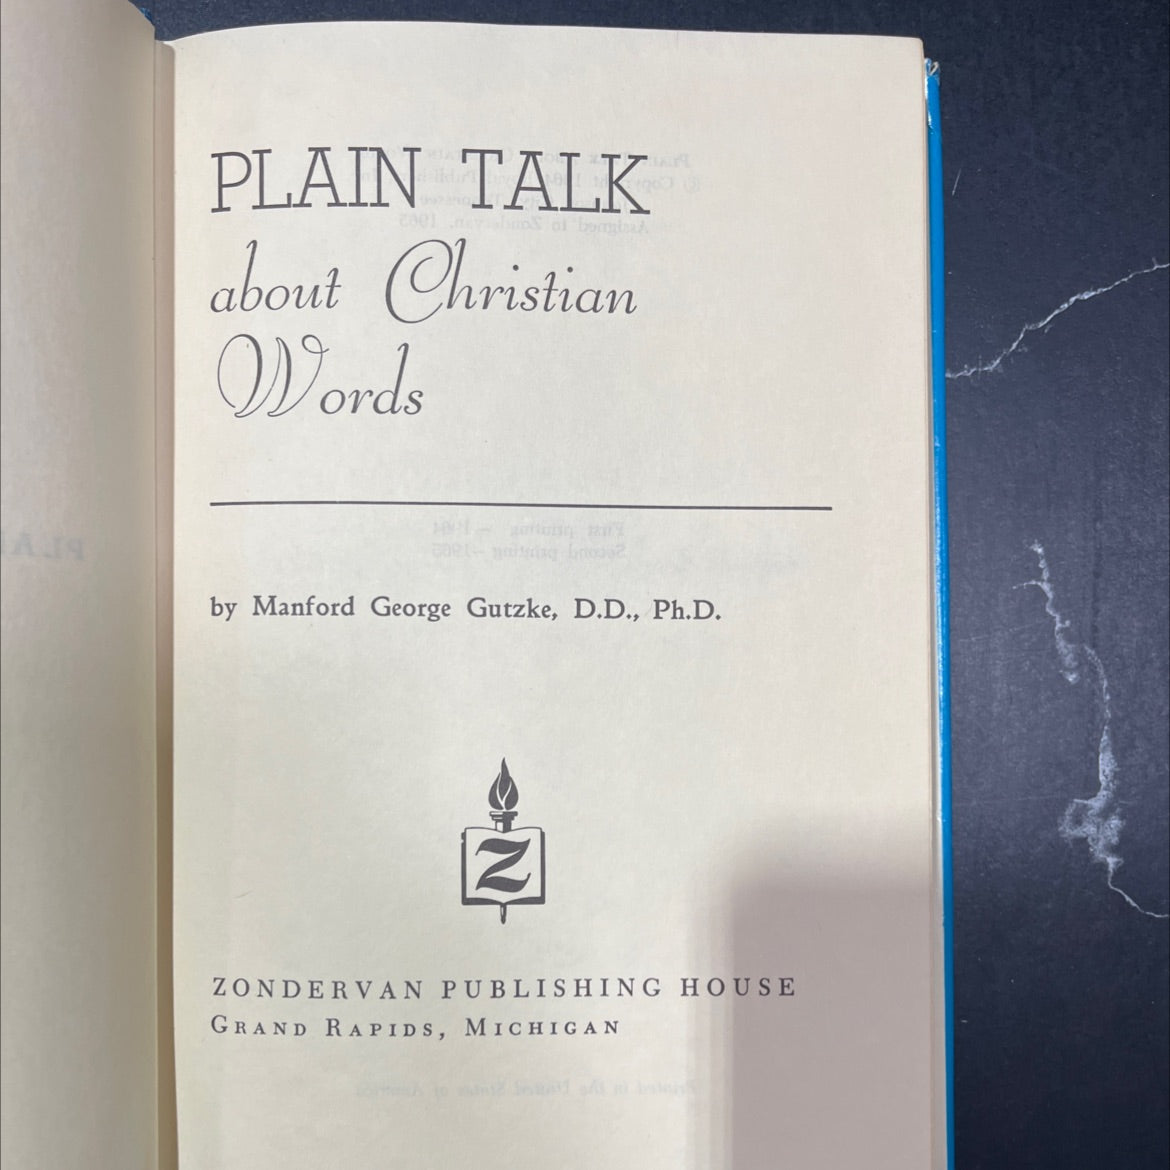 PLAIN TALK
about Christian
Words
by Manford George Gutzke, D.D., Ph.D.
Z
ZONDERVAN PUBLISHING HOUSE
GRAND RAPIDS, MICHIGAN